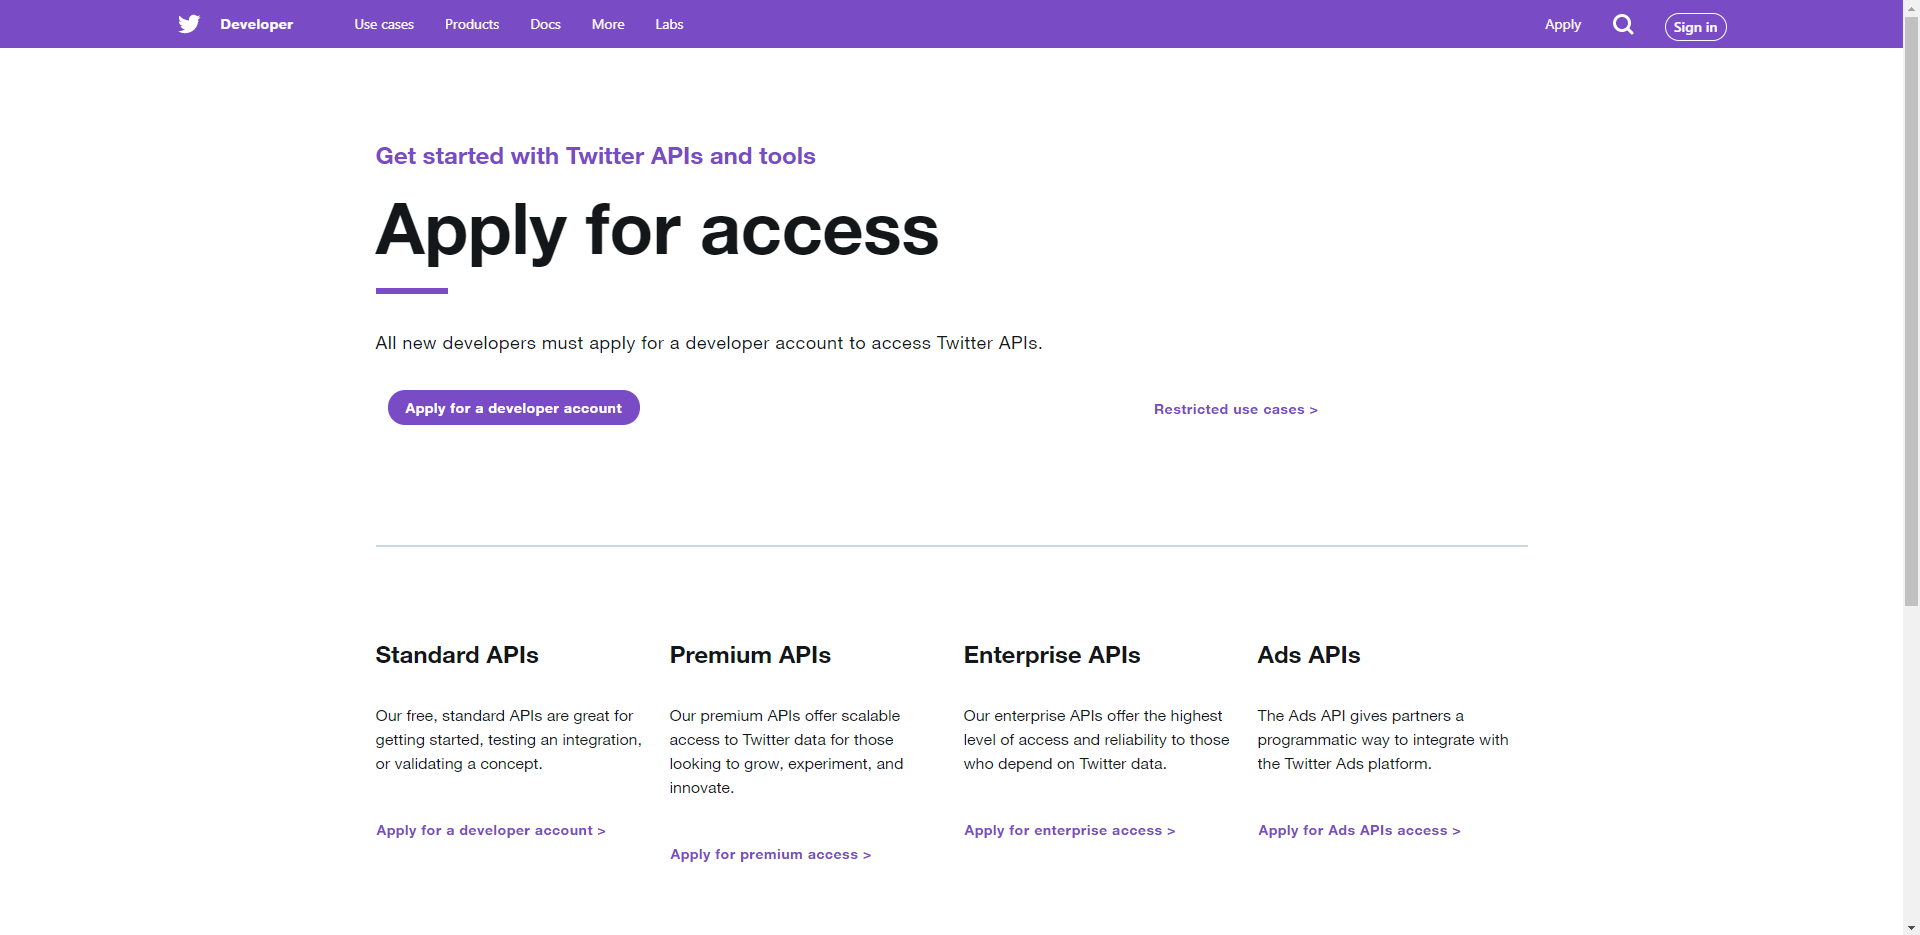 Developer Use cases Products Docs More Labs Apply Sign in
Get started with Twitter APIs and tools
Apply for access
All new developers must apply for a developer account to access Twitter APIs.
Apply for a developer account
Restricted use cases >
Standard APIs
Our free, standard APIs are great for
getting started, testing an integration,
or validating a concept.
Apply for a developer account >
Premium APIs
Our premium APIs offer scalable
access to Twitter data for those
looking to grow, experiment, and
innovate.
Apply for premium access >
Enterprise APIs
Our enterprise APIs offer the highest
level of access and reliability to those
who depend on Twitter data.
Apply for enterprise access >
Ads APIs
The Ads API gives partners a
programmatic way to integrate with
the Twitter Ads platform.
Apply for Ads APIs access >